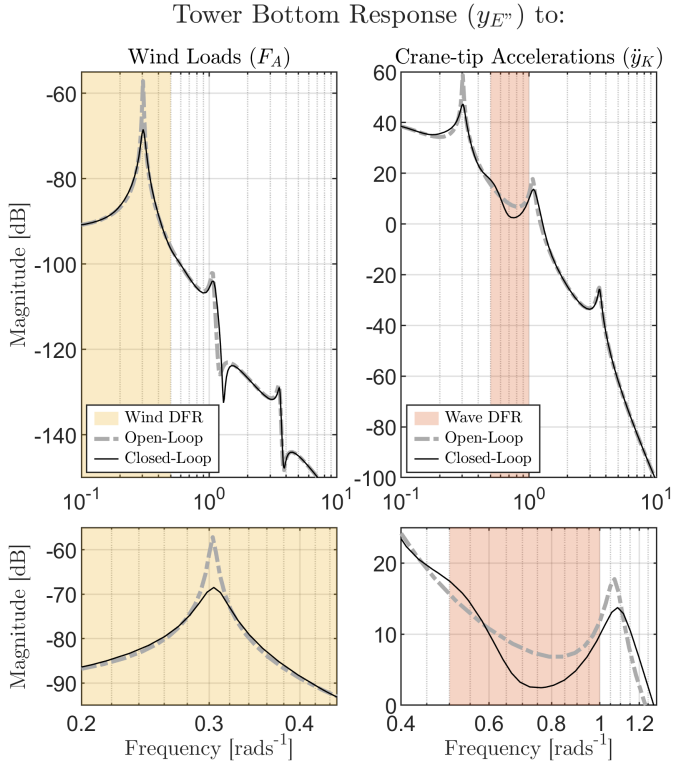 Tower Bottom Response (y_E") to:
Wind Loads (F_A)
Crane-tip Accelerations (ÿ_K)
Magnitude [dB]
-60
-80
-100
-120
-140
Wind DFR
Open-Loop
Closed-Loop
10^-1
10^0
10^1
60
40
20
0
-20
-40
-60
-80
-100
Wave DFR
Open-Loop
Closed-Loop
10^-1
10^0
10^1
Magnitude [dB]
-60
-70
-80
-90
0.2
0.3
0.4
Frequency [rads^-1]
20
10
0
0.4
0.6
0.8
1
1.2
Frequency [rads^-1]